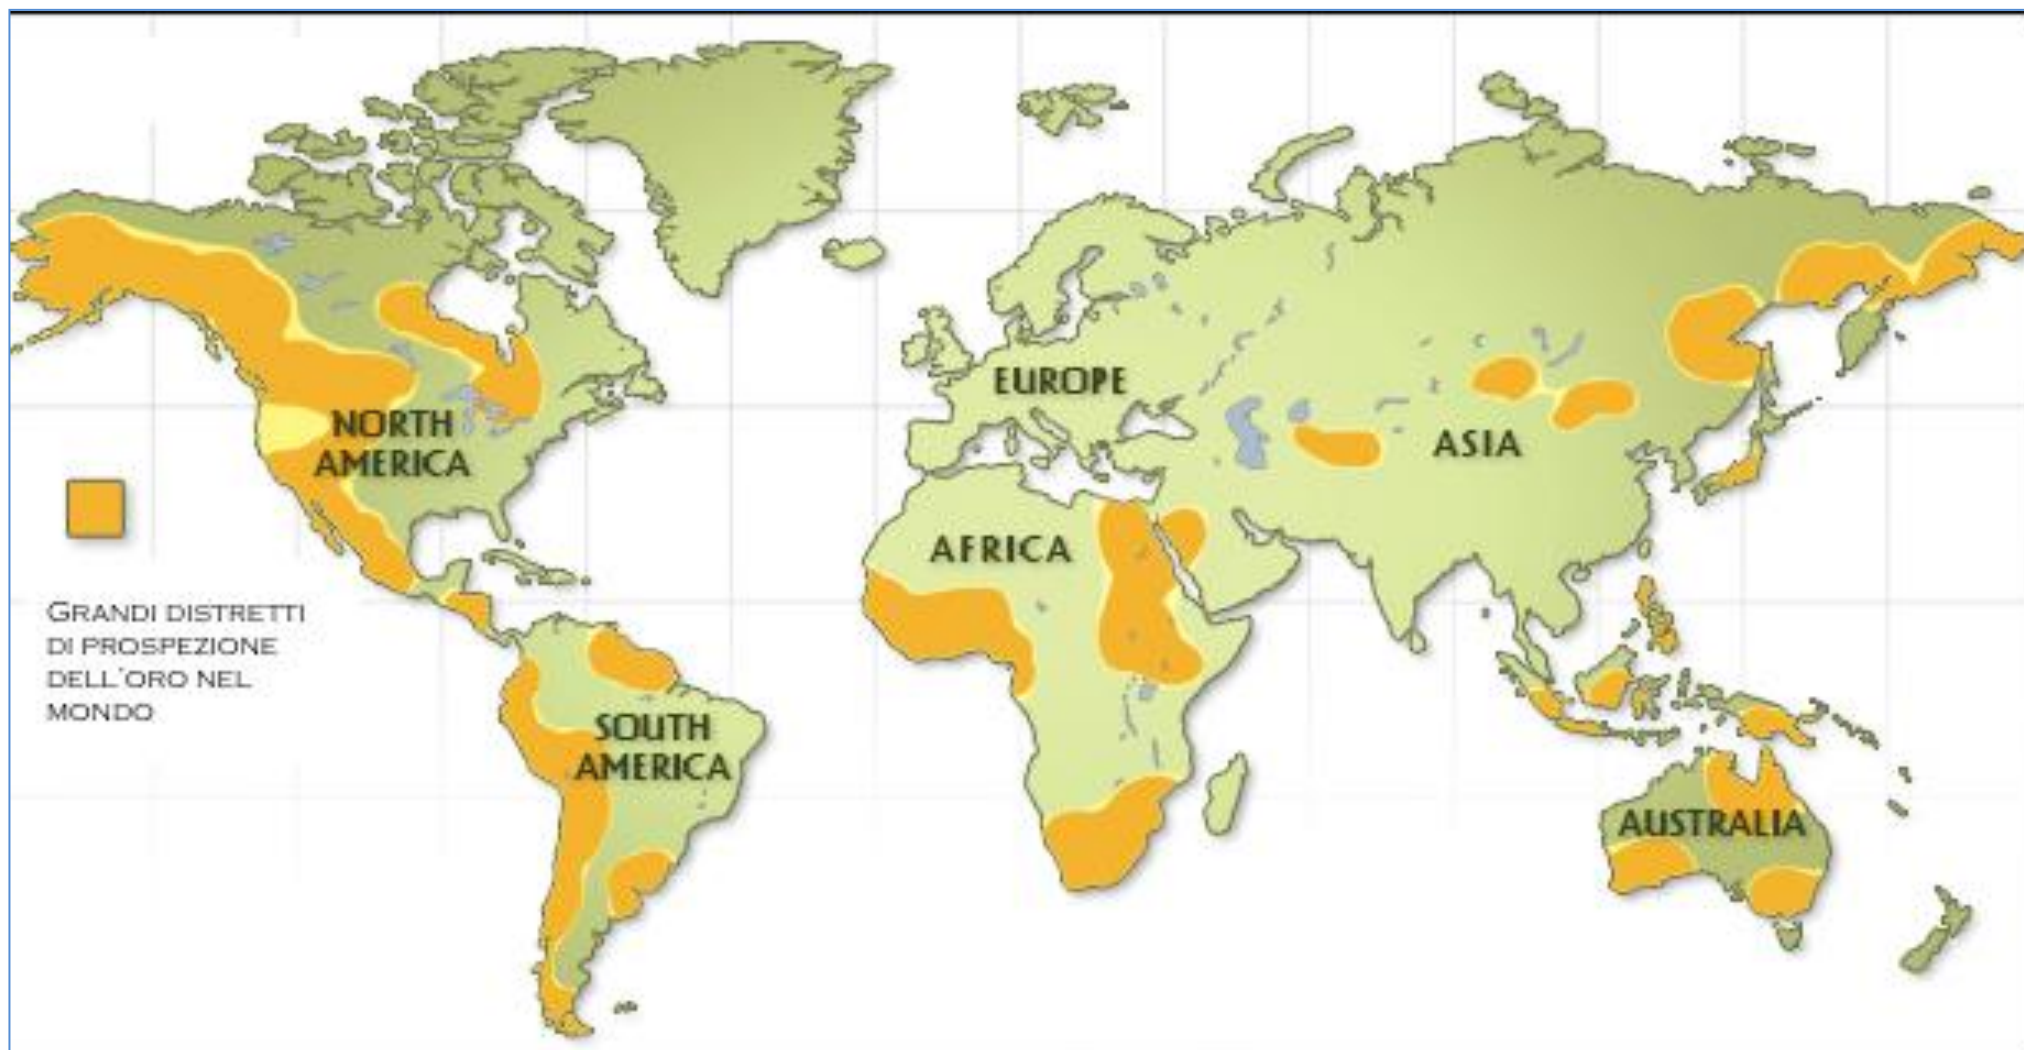 EUROPE
NORTH
AMERICA
ASIA
AFRICA
GRANDI DISTRETTI
DI PROSPEZIONE
DELL'ORO NEL
MONDO
SOUTH
AMERICA
AUSTRALIA